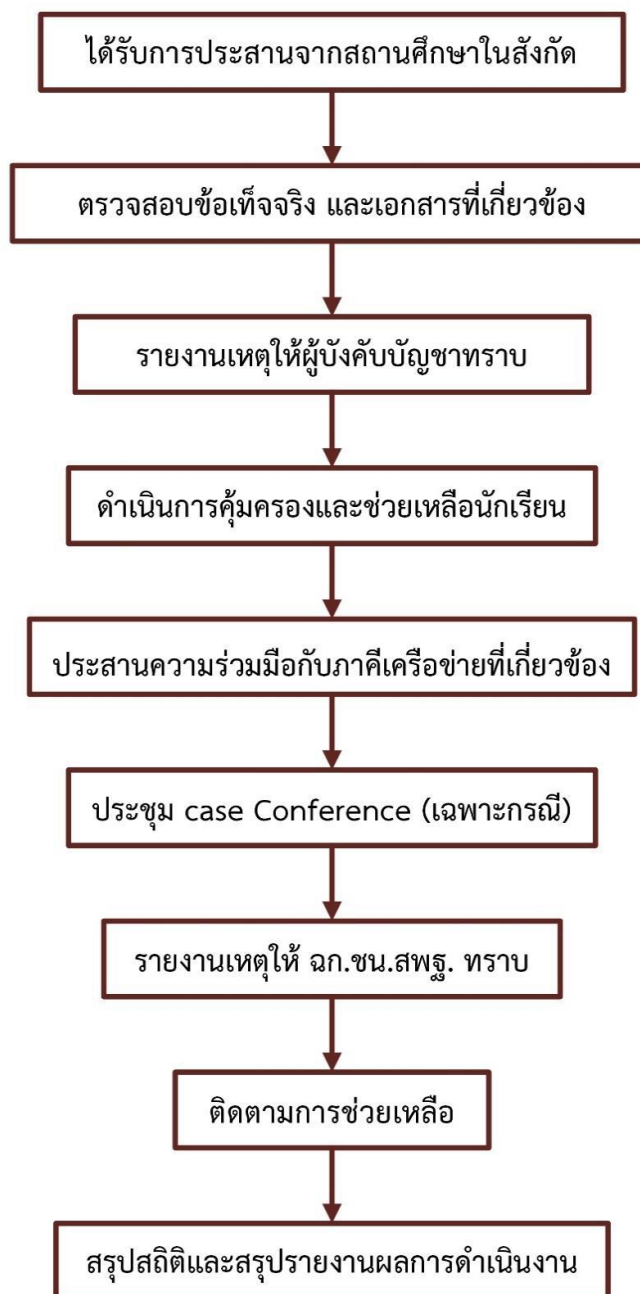 ได้รับการประสานจากสถานศึกษาในสังกัด
ตรวจสอบข้อเท็จจริง และเอกสารที่เกี่ยวข้อง
รายงานเหตุให้ผู้บังคับบัญชาทราบ
ดำเนินการคุ้มครองและช่วยเหลือนักเรียน
ประสานความร่วมมือกับภาคีเครือข่ายที่เกี่ยวข้อง
ประชุม case Conference (เฉพาะกรณี)
รายงานเหตุให้ ฉก.ชน.สพฐ. ทราบ
ติดตามการช่วยเหลือ
สรุปสถิติและสรุปรายงานผลการดำเนินงาน